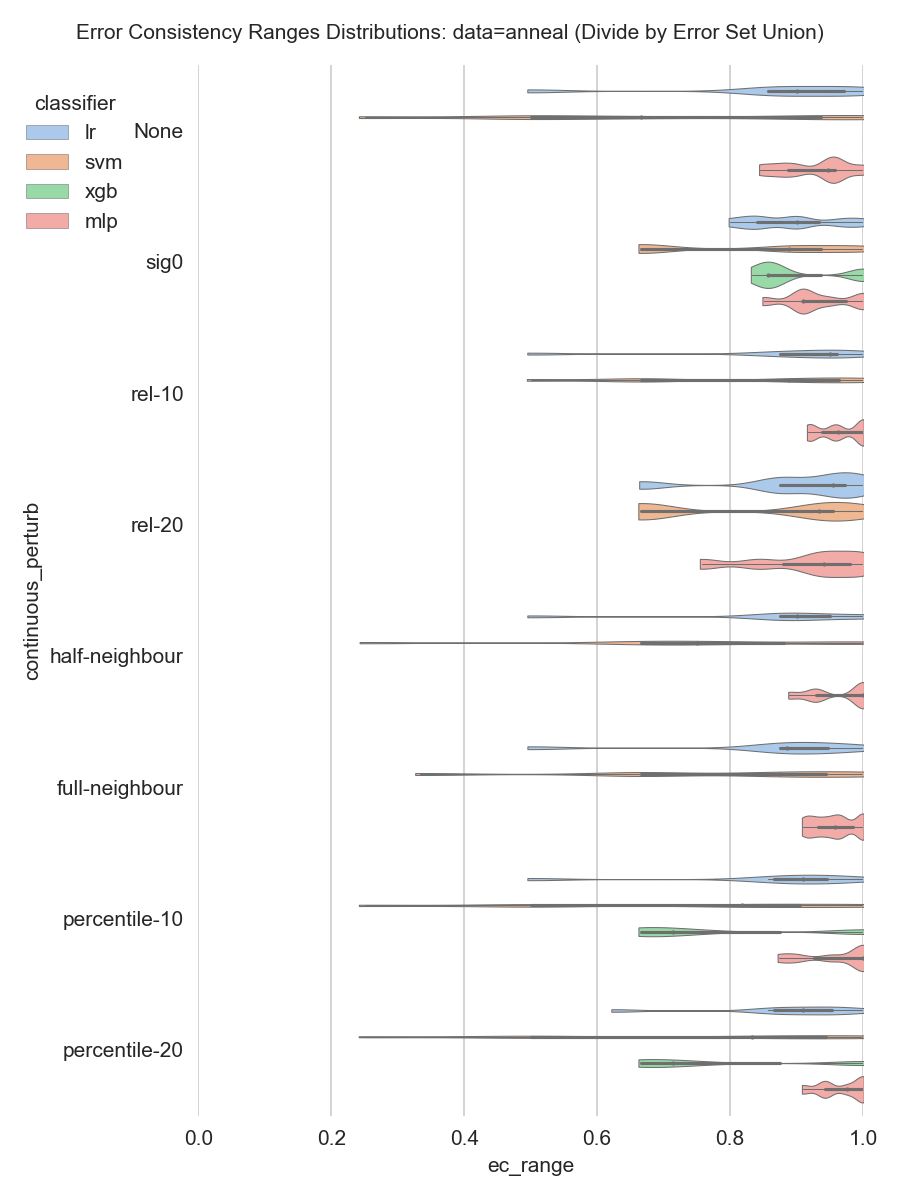 Error Consistency Ranges Distributions: data=anneal (Divide by Error Set Union)
classifier
lr
svm
xgb
mlp
None
sig0
rel-10
rel-20
half-neighbour
full-neighbour
percentile-10
percentile-20
continuous_perturb
0.0 0.2 0.4 0.6 0.8 1.0
ec_range